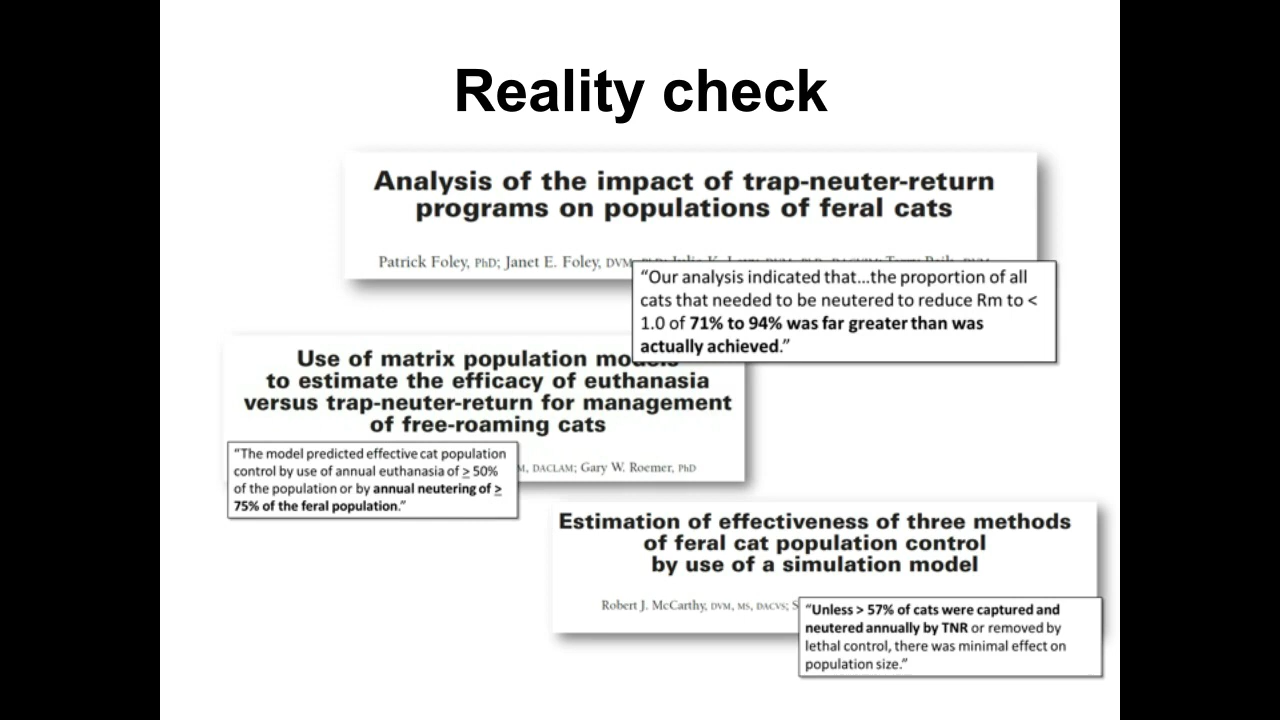 Reality check
Analysis of the impact of trap-neuter-return
programs on populations of feral cats
Patrick Foley, PhD; Janet E. Foley, DVM
“Our analysis indicated that...the proportion of all
cats that needed to be neutered to reduce Rm to <
1.0 of 71% to 94% was far greater than was
actually achieved.”
Use of matrix population models
to estimate the efficacy of euthanasia
versus trap-neuter-return for management
of free-roaming cats
“The model predicted effective cat population
control by use of annual euthanasia of ≥ 50%
of the population or by annual neutering of ≥
75% of the feral population.”
M, DACLAM; Gary W. Roemer, PhD
Estimation of effectiveness of three methods
of feral cat population control
by use of a simulation model
Robert J. McCarthy, DVM, MS, DACVS; S
“Unless > 57% of cats were captured and
neutered annually by TNR or removed by
lethal control, there was minimal effect on
population size.”